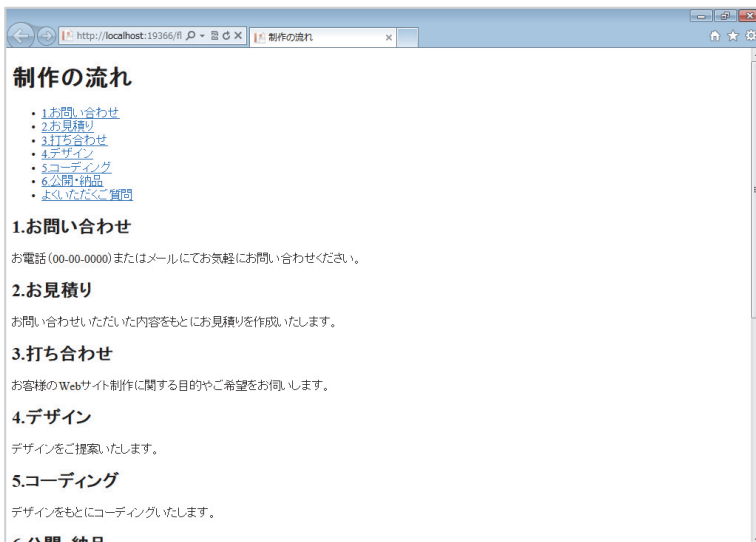 http://localhost:19366/fl
制作の流れ
制作の流れ
1.お問い合わせ
2.お見積り
3.打ち合わせ
4.デザイン
5.コーディング
6.公開・納品
よくいただくご質問
1.お問い合わせ
お電話(00-00-0000)またはメールにてお気軽にお問い合わせください。
2.お見積り
お問い合わせいただいた内容をもとにお見積りを作成いたします。
3.打ち合わせ
お客様のWebサイト制作に関する目的やご希望をお伺いします。
4.デザイン
デザインをご提案いたします。
5.コーディング
デザインをもとにコーディングいたします。
6.公開・納品